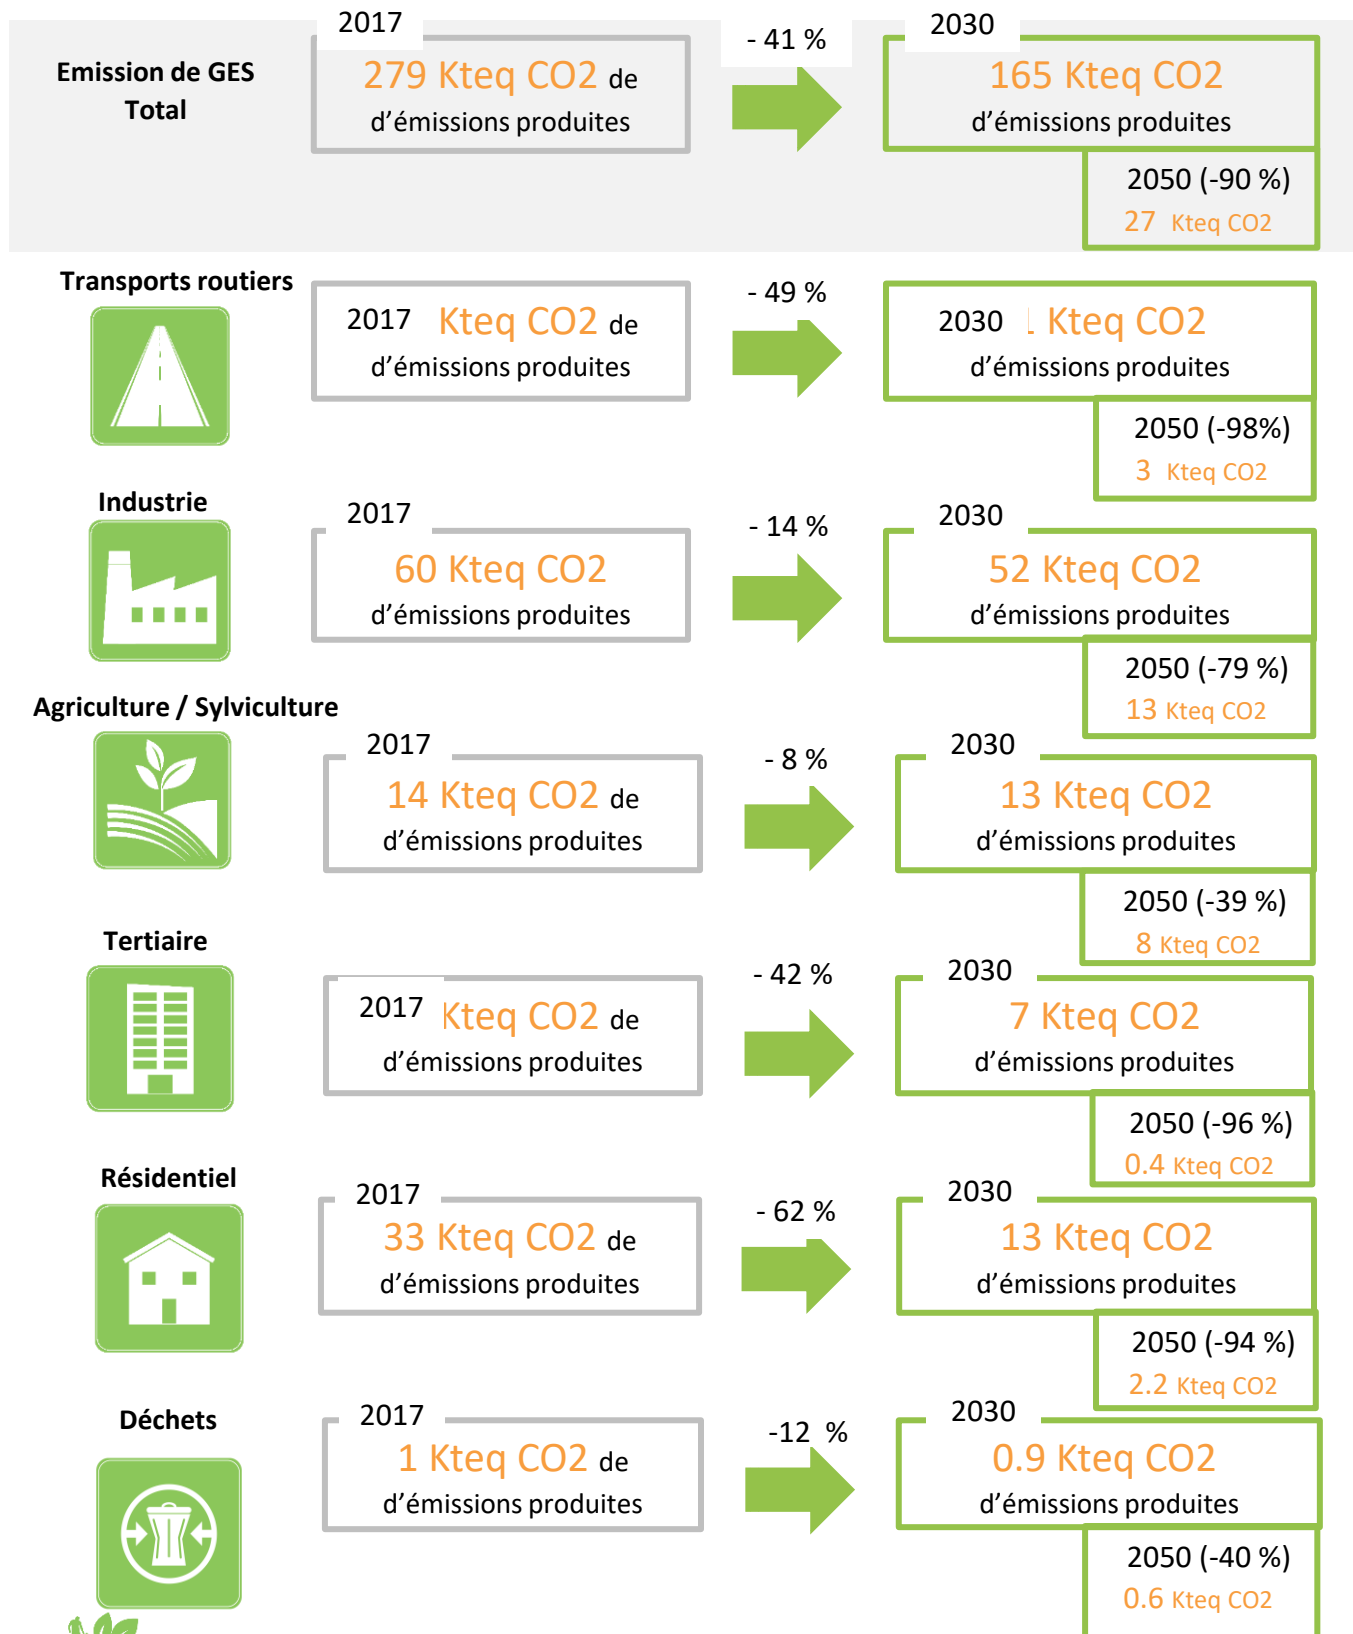 2017
- 41 %
2030
Emission de GES
Total
279 Kteq CO2 de
d'émissions produites
165 Kteq CO2
d'émissions produites
2050 (-90 %)
27 Kteq CO2
Transports routiers
- 49 %
2017 Kteq CO2 de
d'émissions produites
2030 Kteq CO2
d'émissions produites
2050 (-98%)
3 Kteq CO2
Industrie
2017
- 14 %
2030
60 Kteq CO2
d'émissions produites
52 Kteq CO2
d'émissions produites
2050 (-79 %)
13 Kteq CO2
Agriculture / Sylviculture
2017
- 8 %
2030
14 Kteq CO2 de
d'émissions produites
13 Kteq CO2
d'émissions produites
2050 (-39 %)
8 Kteq CO2
Tertiaire
- 42 %
2030
2017 Kteq CO2 de
d'émissions produites
7 Kteq CO2
d'émissions produites
2050 (-96 %)
0.4 Kteq CO2
Résidentiel
2017
- 62 %
2030
33 Kteq CO2 de
d'émissions produites
13 Kteq CO2
d'émissions produites
2050 (-94 %)
2.2 Kteq CO2
Déchets
2017
-12 %
2030
1 Kteq CO2 de
d'émissions produites
0.9 Kteq CO2
d'émissions produites
2050 (-40 %)
0.6 Kteq CO2